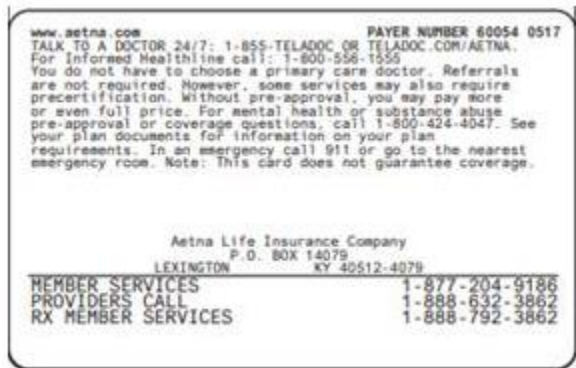 www.aetna.com PAYER NUMBER 60054 0517
TALK TO A DOCTOR 24/7: 1-855-TELADOC OR TELADOC.COM/AETNA.
For Informed Healthline call: 1-800-556-1555
You do not have to choose a primary care doctor. Referrals
are not required. However, some services may also require
precertification. Without pre-approval, you may pay more
or even full price. For mental health or substance abuse
pre-approval or coverage questions, call 1-800-424-4047. See
your plan documents for information on your plan
requirements. In an emergency call 911 or go to the nearest
emergency room. Note: This card does not guarantee coverage.
Aetna Life Insurance Company
P.O. BOX 14079
LEXINGTON KY 40512-4079
MEMBER SERVICES 1-877-204-9186
PROVIDERS CALL 1-888-632-3862
RX MEMBER SERVICES 1-888-792-3862